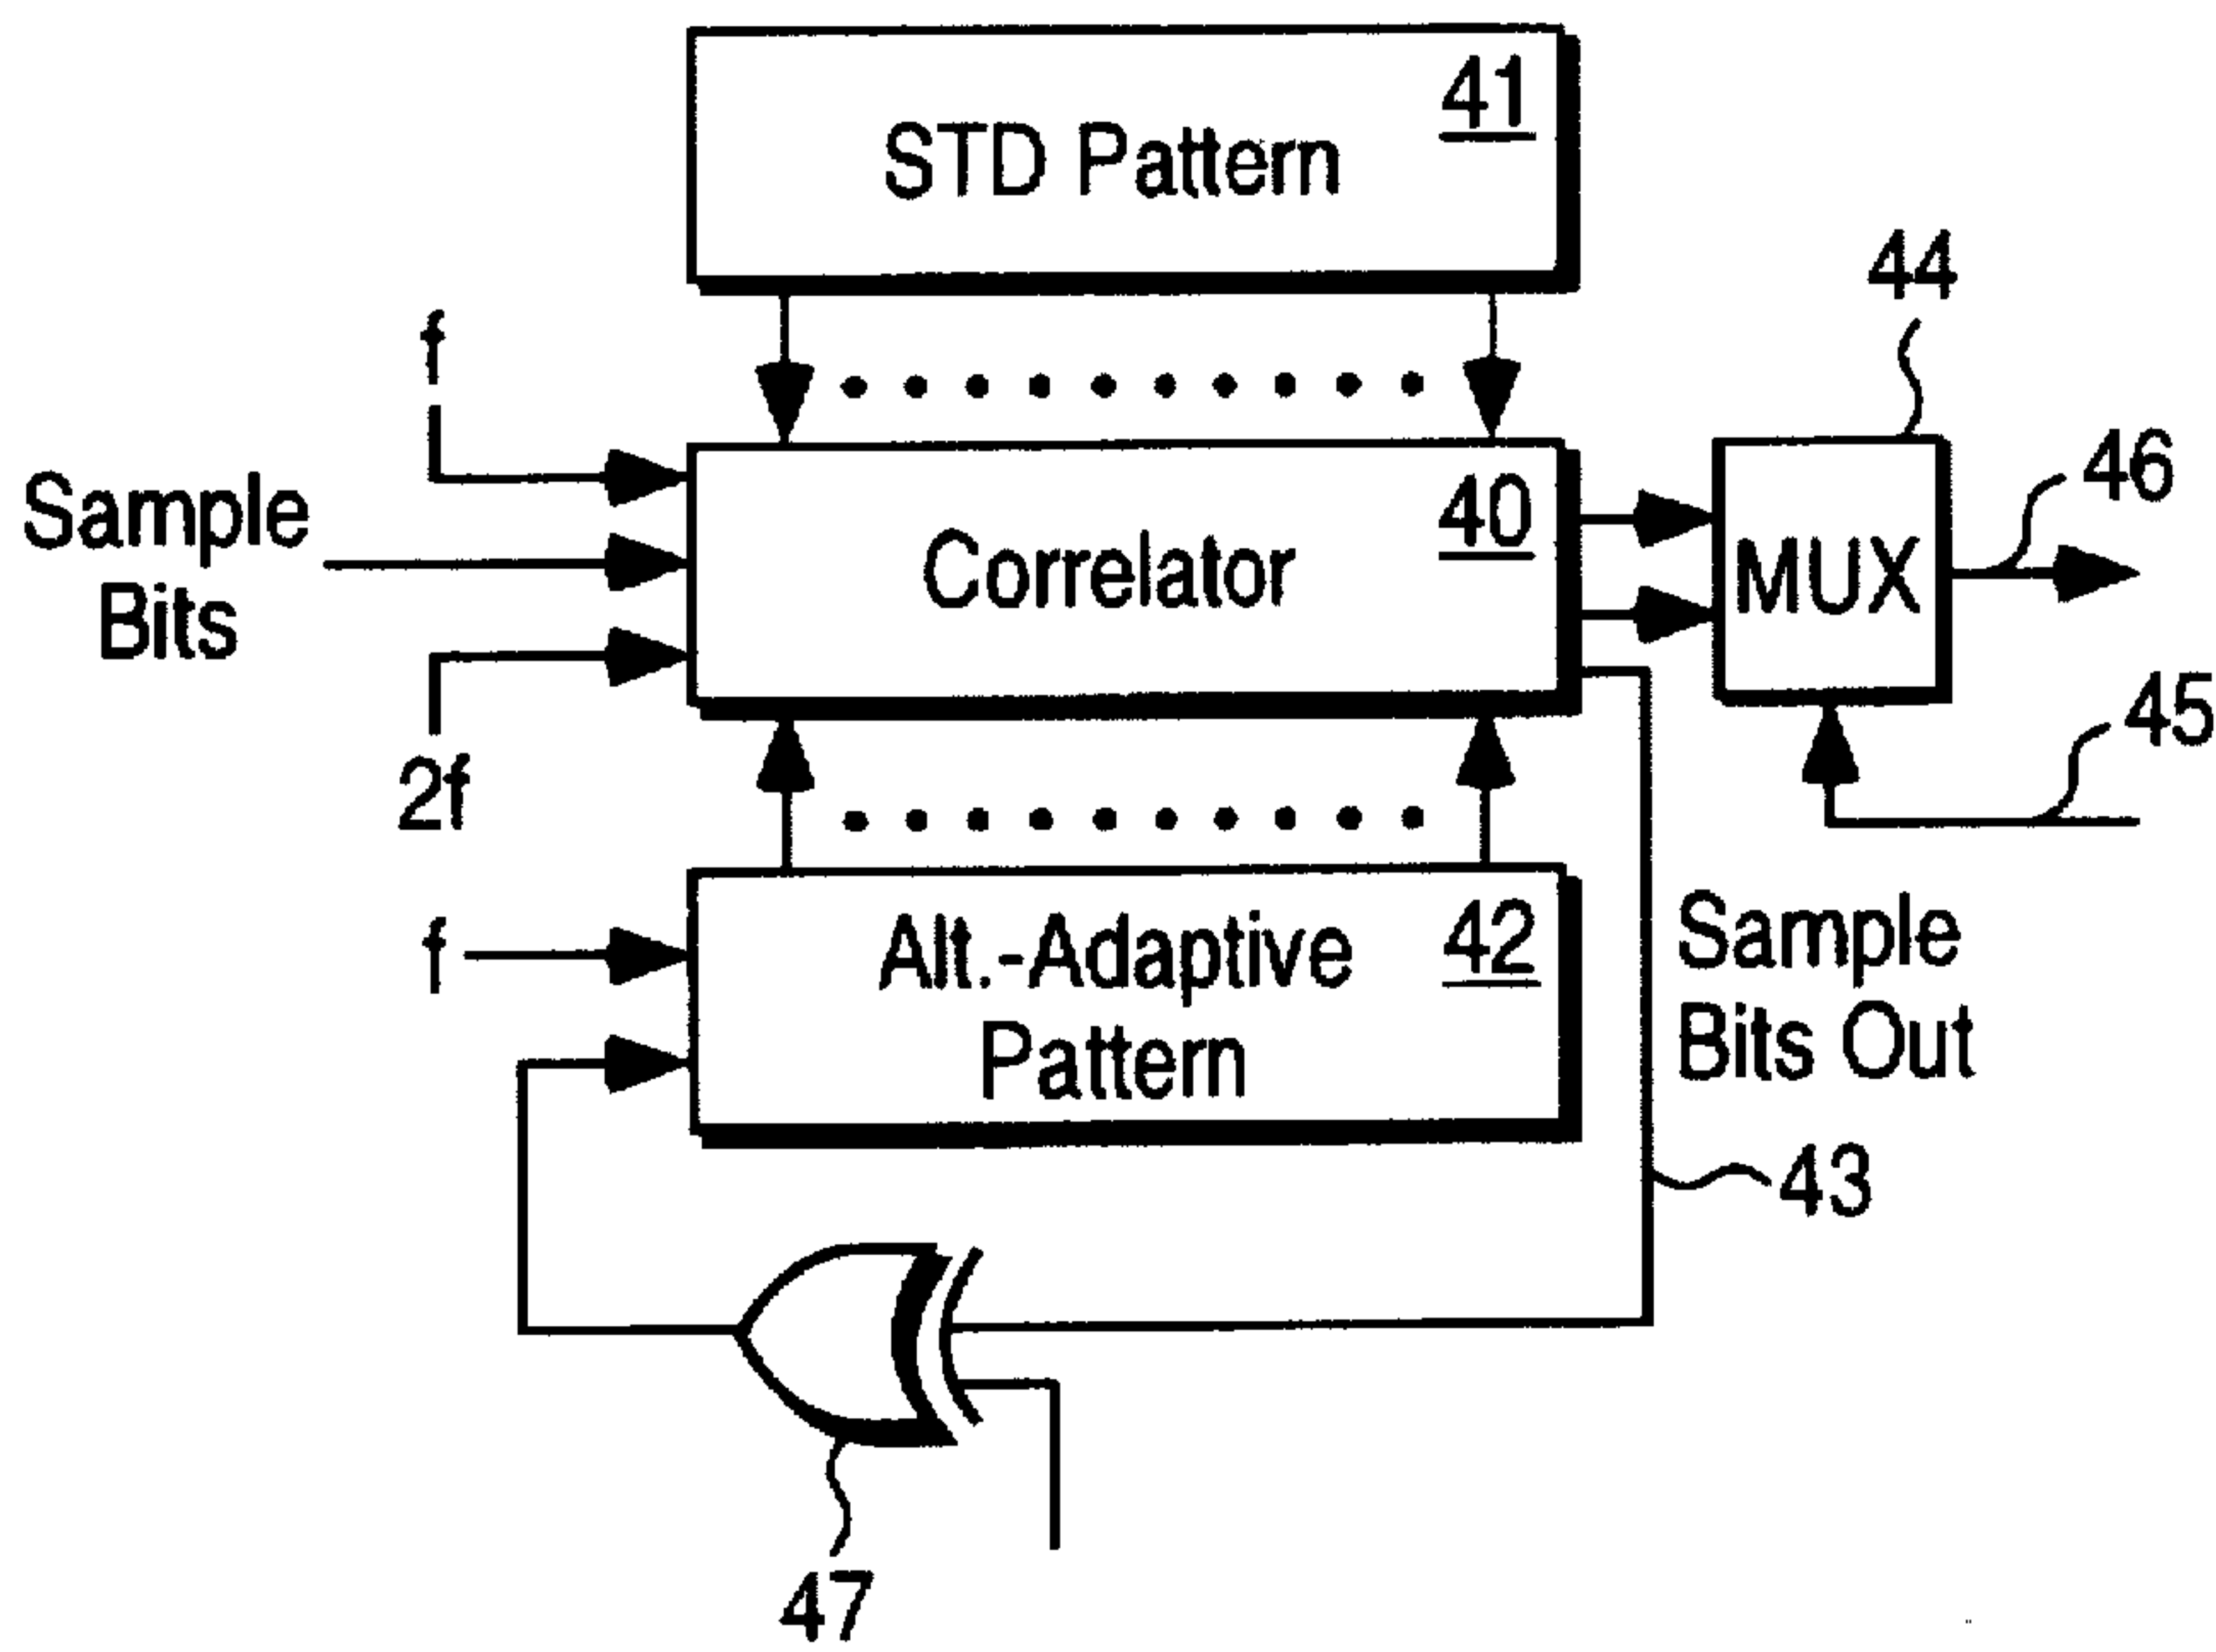 41
STD Pattern
44
f
46
Sample
Bits
40
Correlator
MUX
45
2f
f
Alt.-Adaptive
Pattern
42
Sample
Bits Out
43
47